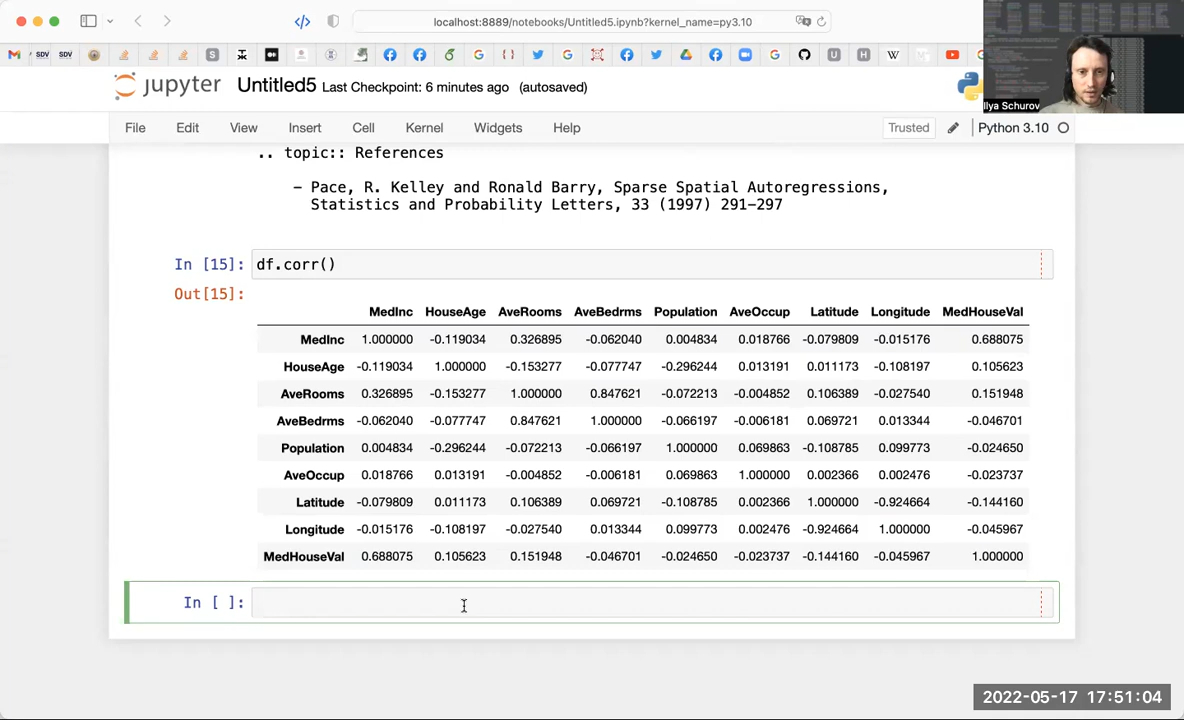 localhost:8889/notebooks/Untitled5.ipynb?kernel_name=py3.10
SDV SDV
Ilya Schurov
jupyter Untitled5 Last Checkpoint: 6 minutes ago (autosaved)
File Edit View Insert Cell Kernel Widgets Help Trusted Python 3.10
.. topic:: References
- Pace, R. Kelley and Ronald Barry, Sparse Spatial Autoregressions,
Statistics and Probability Letters, 33 (1997) 291-297
In [15]: df.corr()
Out[15]:
MedInc HouseAge AveRooms AveBedrms Population AveOccup Latitude Longitude MedHouseVal
MedInc 1.000000 -0.119034 0.326895 -0.062040 0.004834 0.018766 -0.079809 -0.015176 0.688075
HouseAge -0.119034 1.000000 -0.153277 -0.077747 -0.296244 0.013191 0.011173 -0.108197 0.105623
AveRooms 0.326895 -0.153277 1.000000 0.847621 -0.072213 -0.004852 0.106389 -0.027540 0.151948
AveBedrms -0.062040 -0.077747 0.847621 1.000000 -0.066197 -0.006181 0.069721 0.013344 -0.046701
Population 0.004834 -0.296244 -0.072213 -0.066197 1.000000 0.069863 -0.108785 0.099773 -0.024650
AveOccup 0.018766 0.013191 -0.004852 -0.006181 0.069863 1.000000 0.002366 0.002476 -0.023737
Latitude -0.079809 0.011173 0.106389 0.069721 -0.108785 0.002366 1.000000 -0.924664 -0.144160
Longitude -0.015176 -0.108197 -0.027540 0.013344 0.099773 0.002476 -0.924664 1.000000 -0.045967
MedHouseVal 0.688075 0.105623 0.151948 -0.046701 -0.024650 -0.023737 -0.144160 -0.045967 1.000000
In [ ]:
2022-05-17 17:51:04